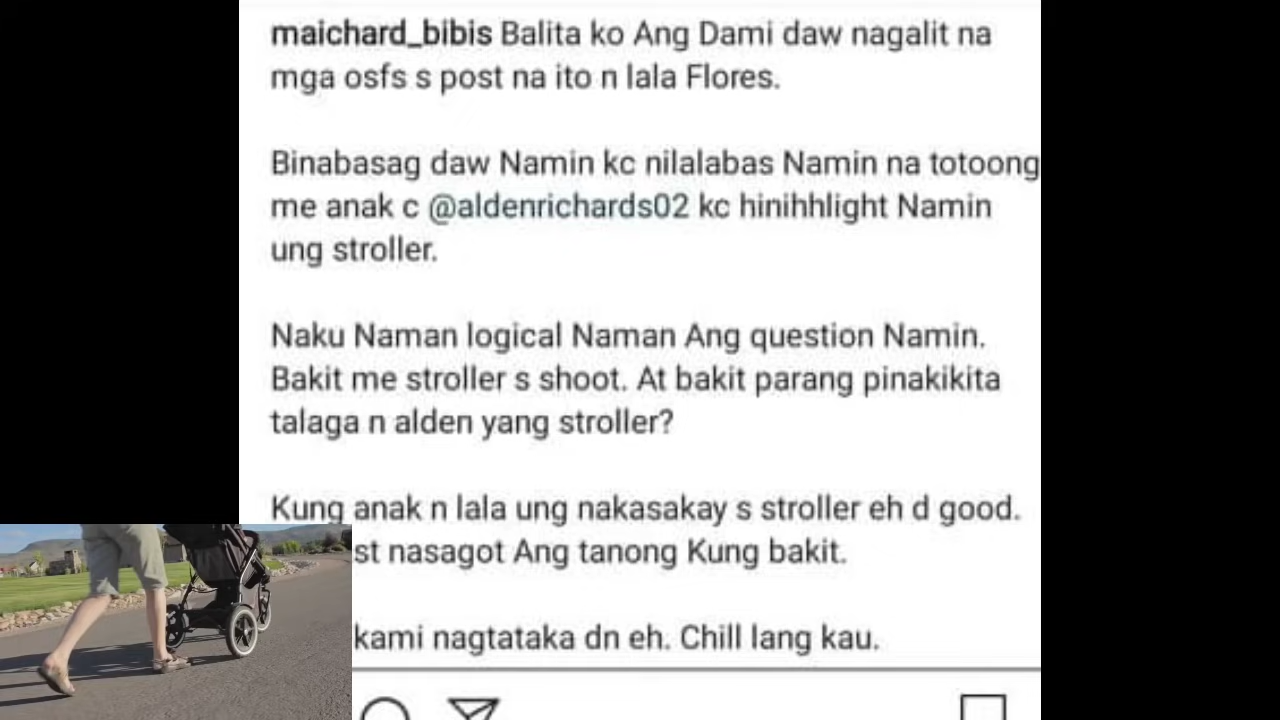 maichard_bibis Balita ko Ang Dami daw nagalit na
mga osfs s post na ito n lala Flores.
Binabasag daw Namin kc nilalabas Namin na totoong
me anak c @aldenrichards02 kc hinihhlight Namin
ung stroller.
Naku Naman logical Naman Ang question Namin.
Bakit me stroller s shoot. At bakit parang pinakikita
talaga n alden yang stroller?
Kung anak n lala ung nakasakay s stroller eh d good.
st nasagot Ang tanong Kung bakit.
kami nagtataka dn eh. Chill lang kau.